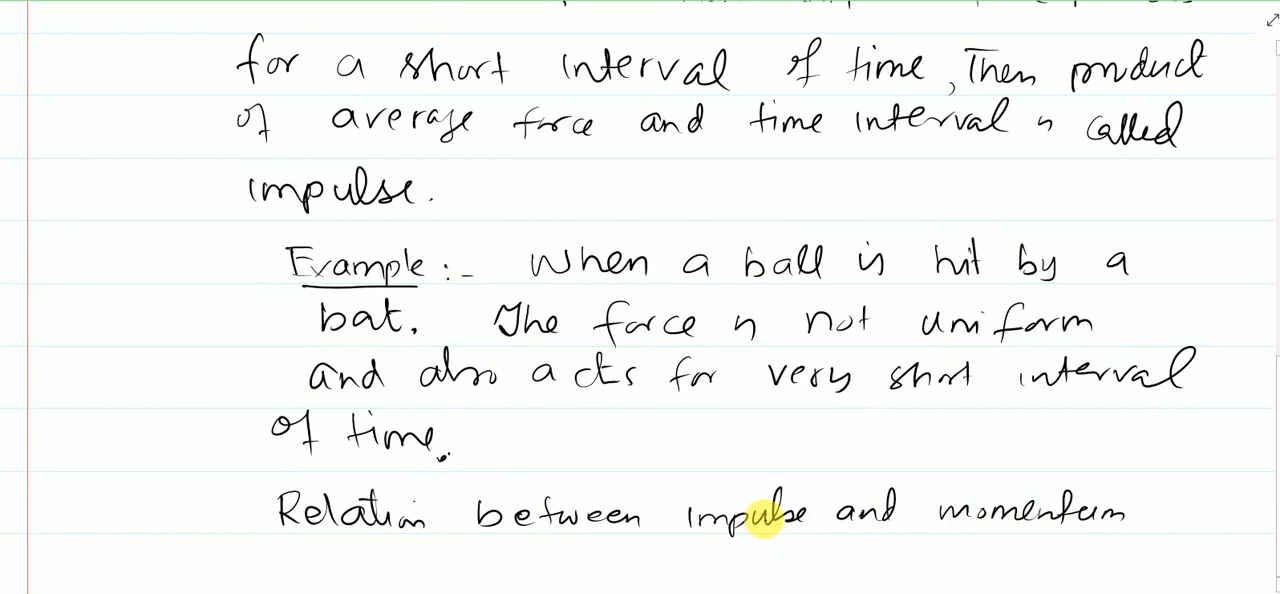 for a short interval of time, Then product
of average force and time interval is called
impulse.
Example :- When a ball is hit by a
bat. The force is not uniform
and also acts for very short interval
of time.
Relation between impulse and momentum